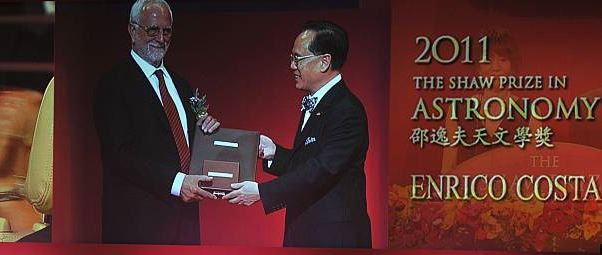 2011
THE SHAW PRIZE IN
ASTRONOMY
邵逸夫天文學獎
THE
ENRICO COSTA